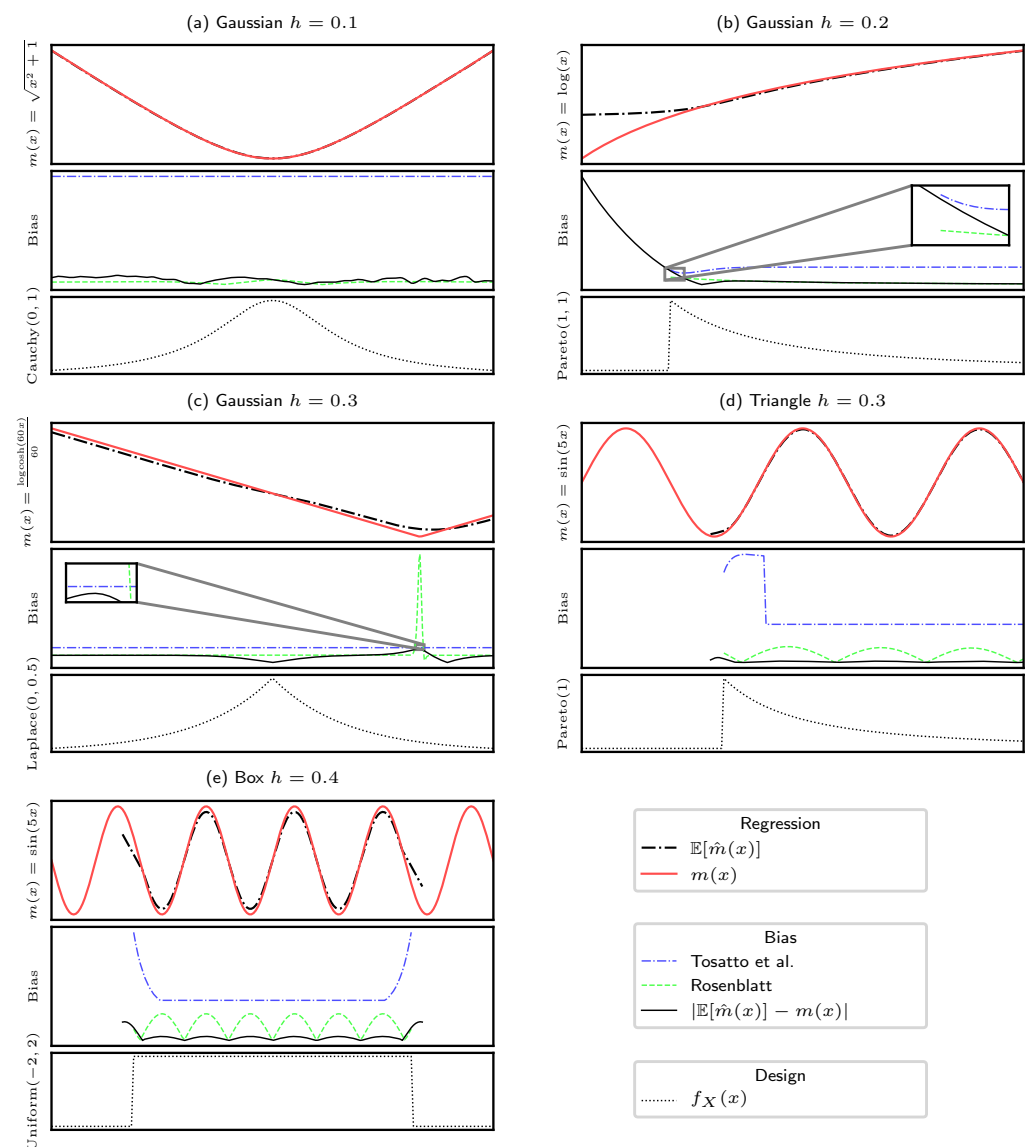 (a) Gaussian h = 0.1
m(x) = √x² + 1
Bias
Cauchy(0, 1)
(b) Gaussian h = 0.2
m(x) = log(x)
Bias
Pareto(1, 1)
(c) Gaussian h = 0.3
m(x) = log cosh(60x) / 60
Bias
Laplace(0, 0.5)
(d) Triangle h = 0.3
m(x) = sin(5x)
Bias
Pareto(1)
(e) Box h = 0.4
m(x) = sin(5x)
Bias
Uniform(−2, 2)
Regression
𝔼[m̂(x)]
m(x)
Bias
Tosatto et al.
Rosenblatt
|𝔼[m̂(x)] − m(x)|
Design
f_X(x)